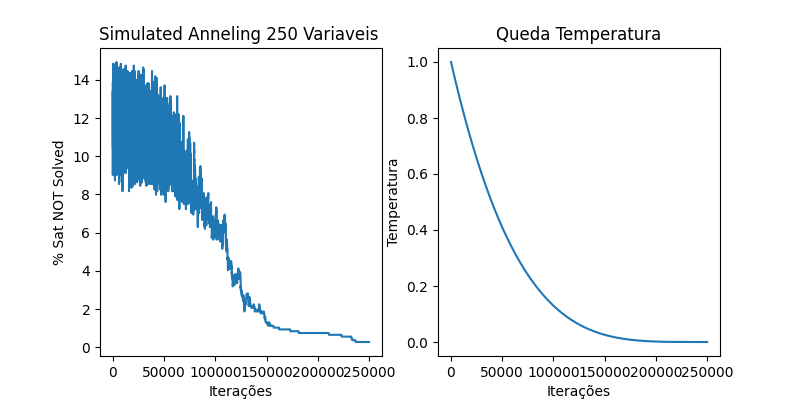 Simulated Anneling 250 Variaveis
% Sat NOT Solved
14
12
10
8
6
4
2
0
0 50000 100000 150000 200000 250000
Iterações
Queda Temperatura
Temperatura
1.0
0.8
0.6
0.4
0.2
0.0
0 50000 100000 150000 200000 250000
Iterações